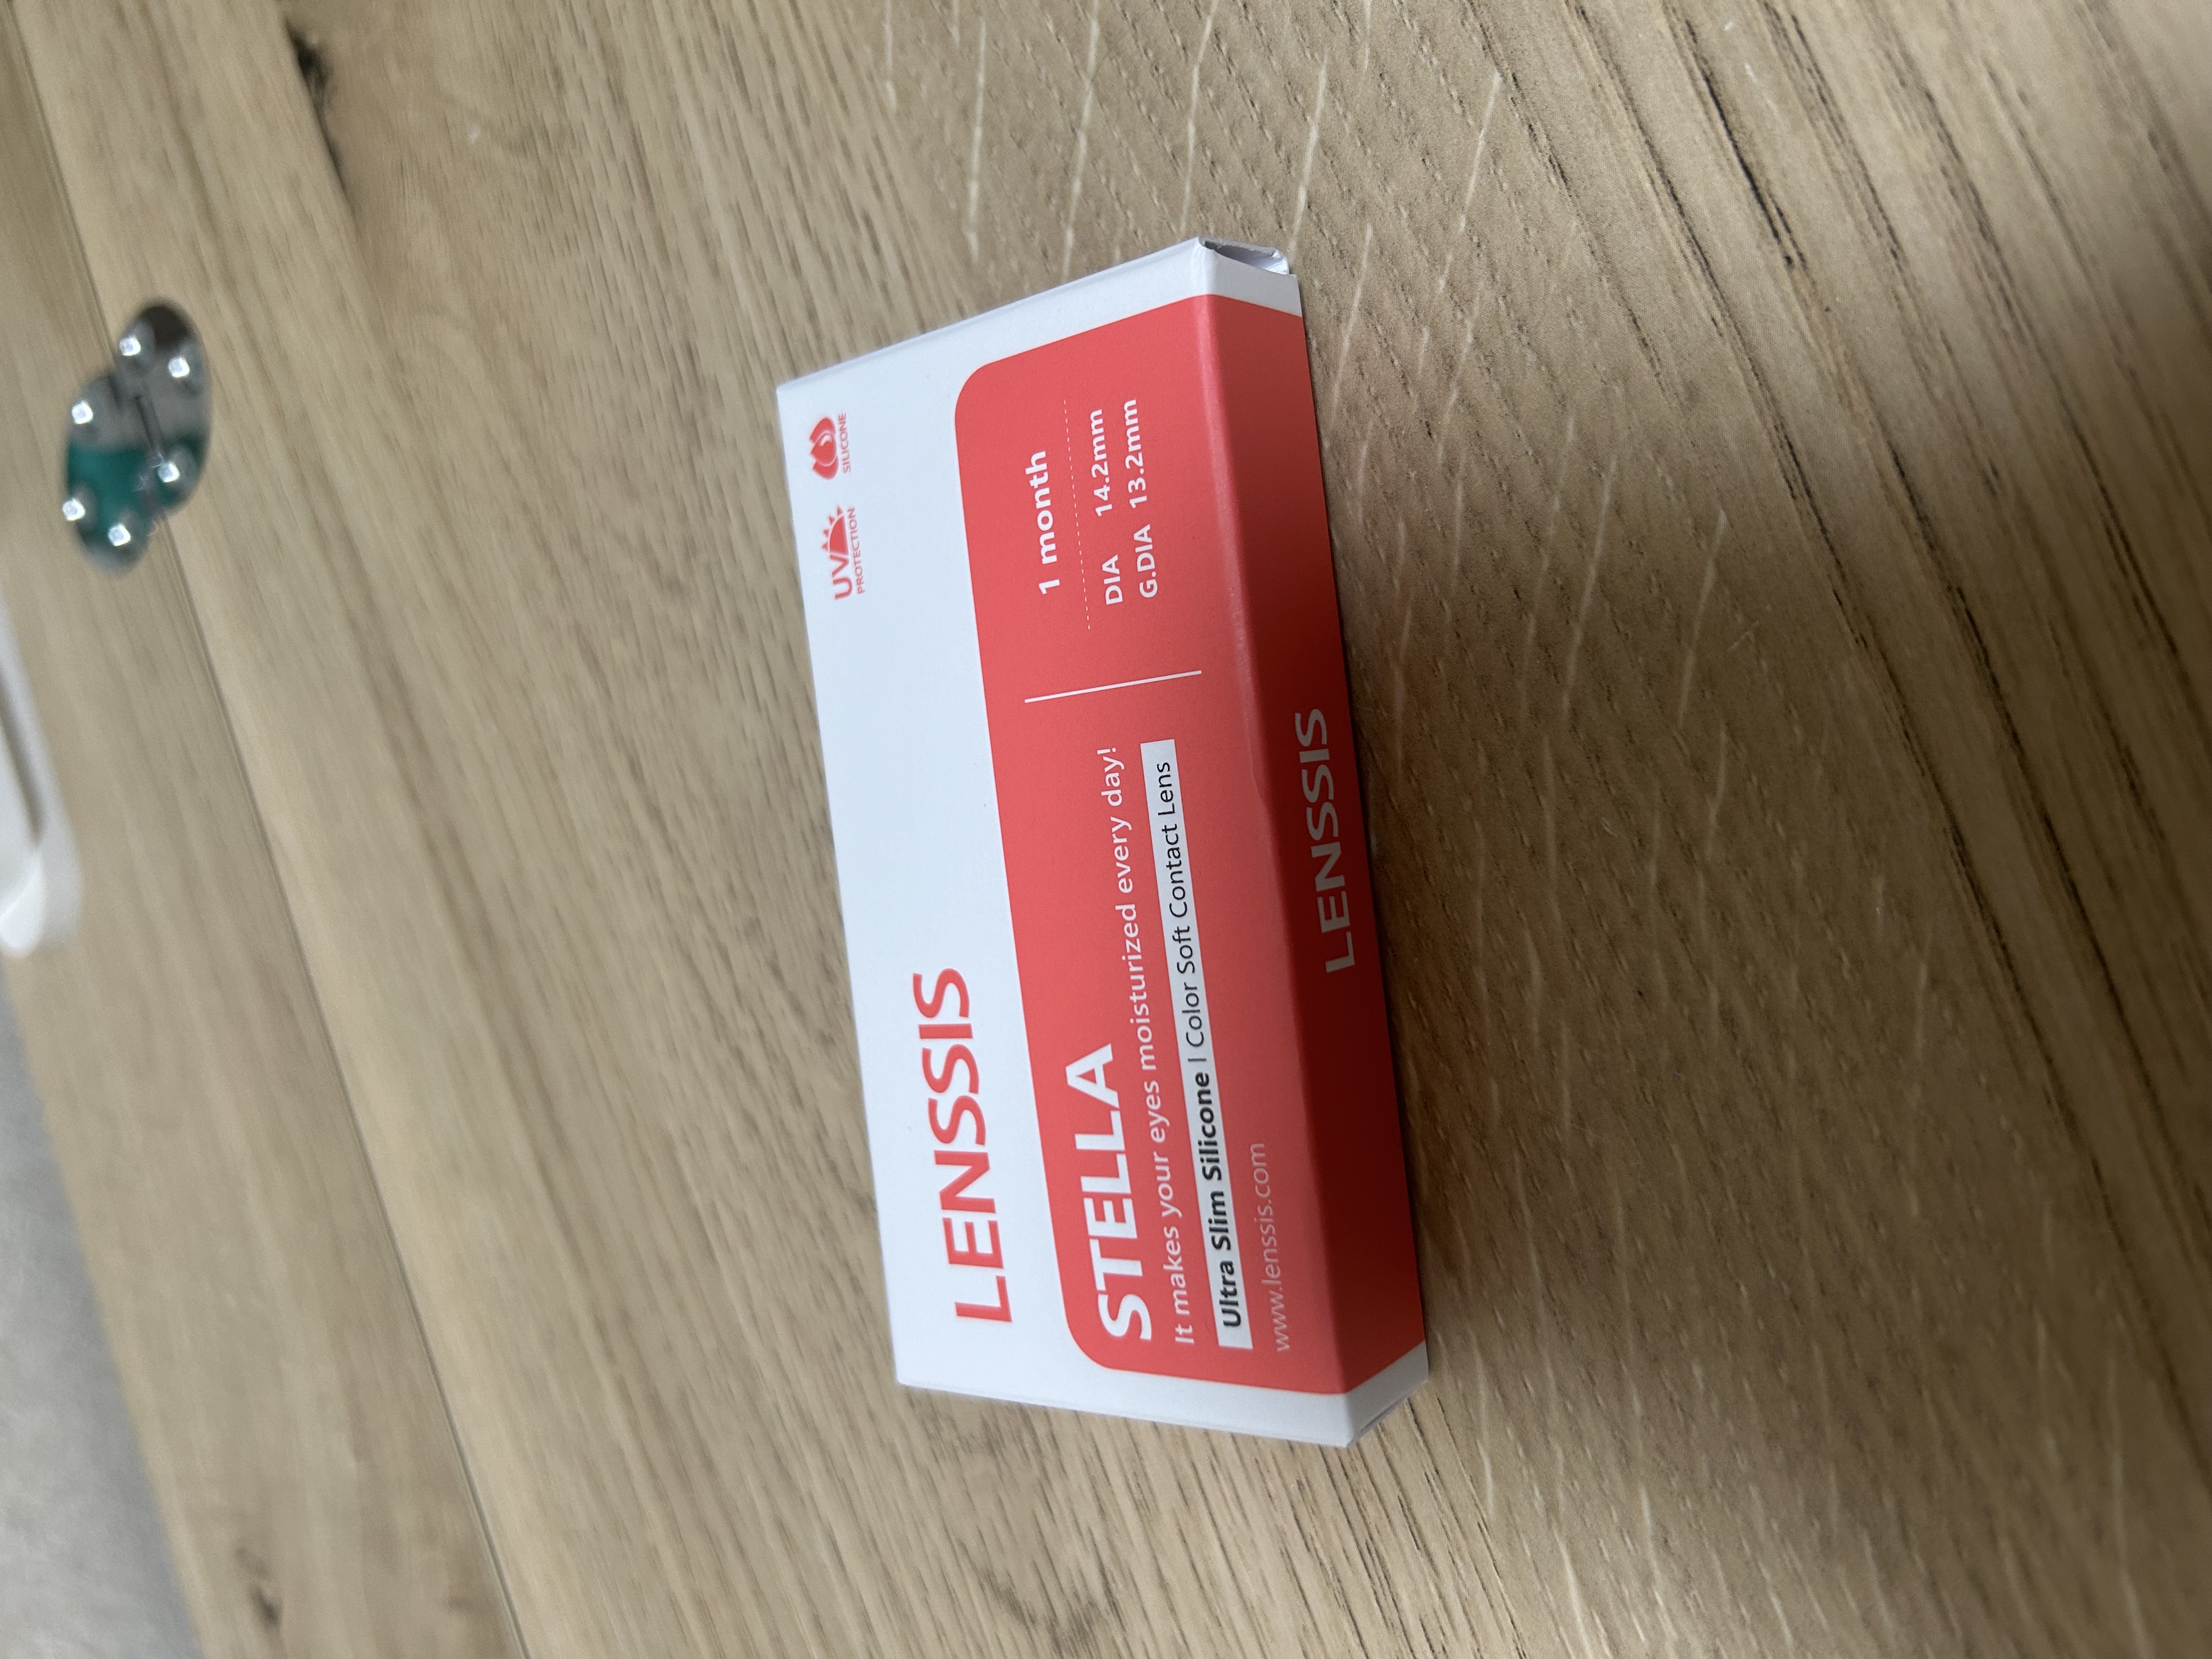 UV
PROTECTION
SILICONE
LENSSIS
STELLA
It makes your eyes moisturized every day!
Ultra Slim Silicone | Color Soft Contact Lens
www.lenssis.com
1 month
DIA 14.2mm
G.DIA 13.2mm
LENSSIS